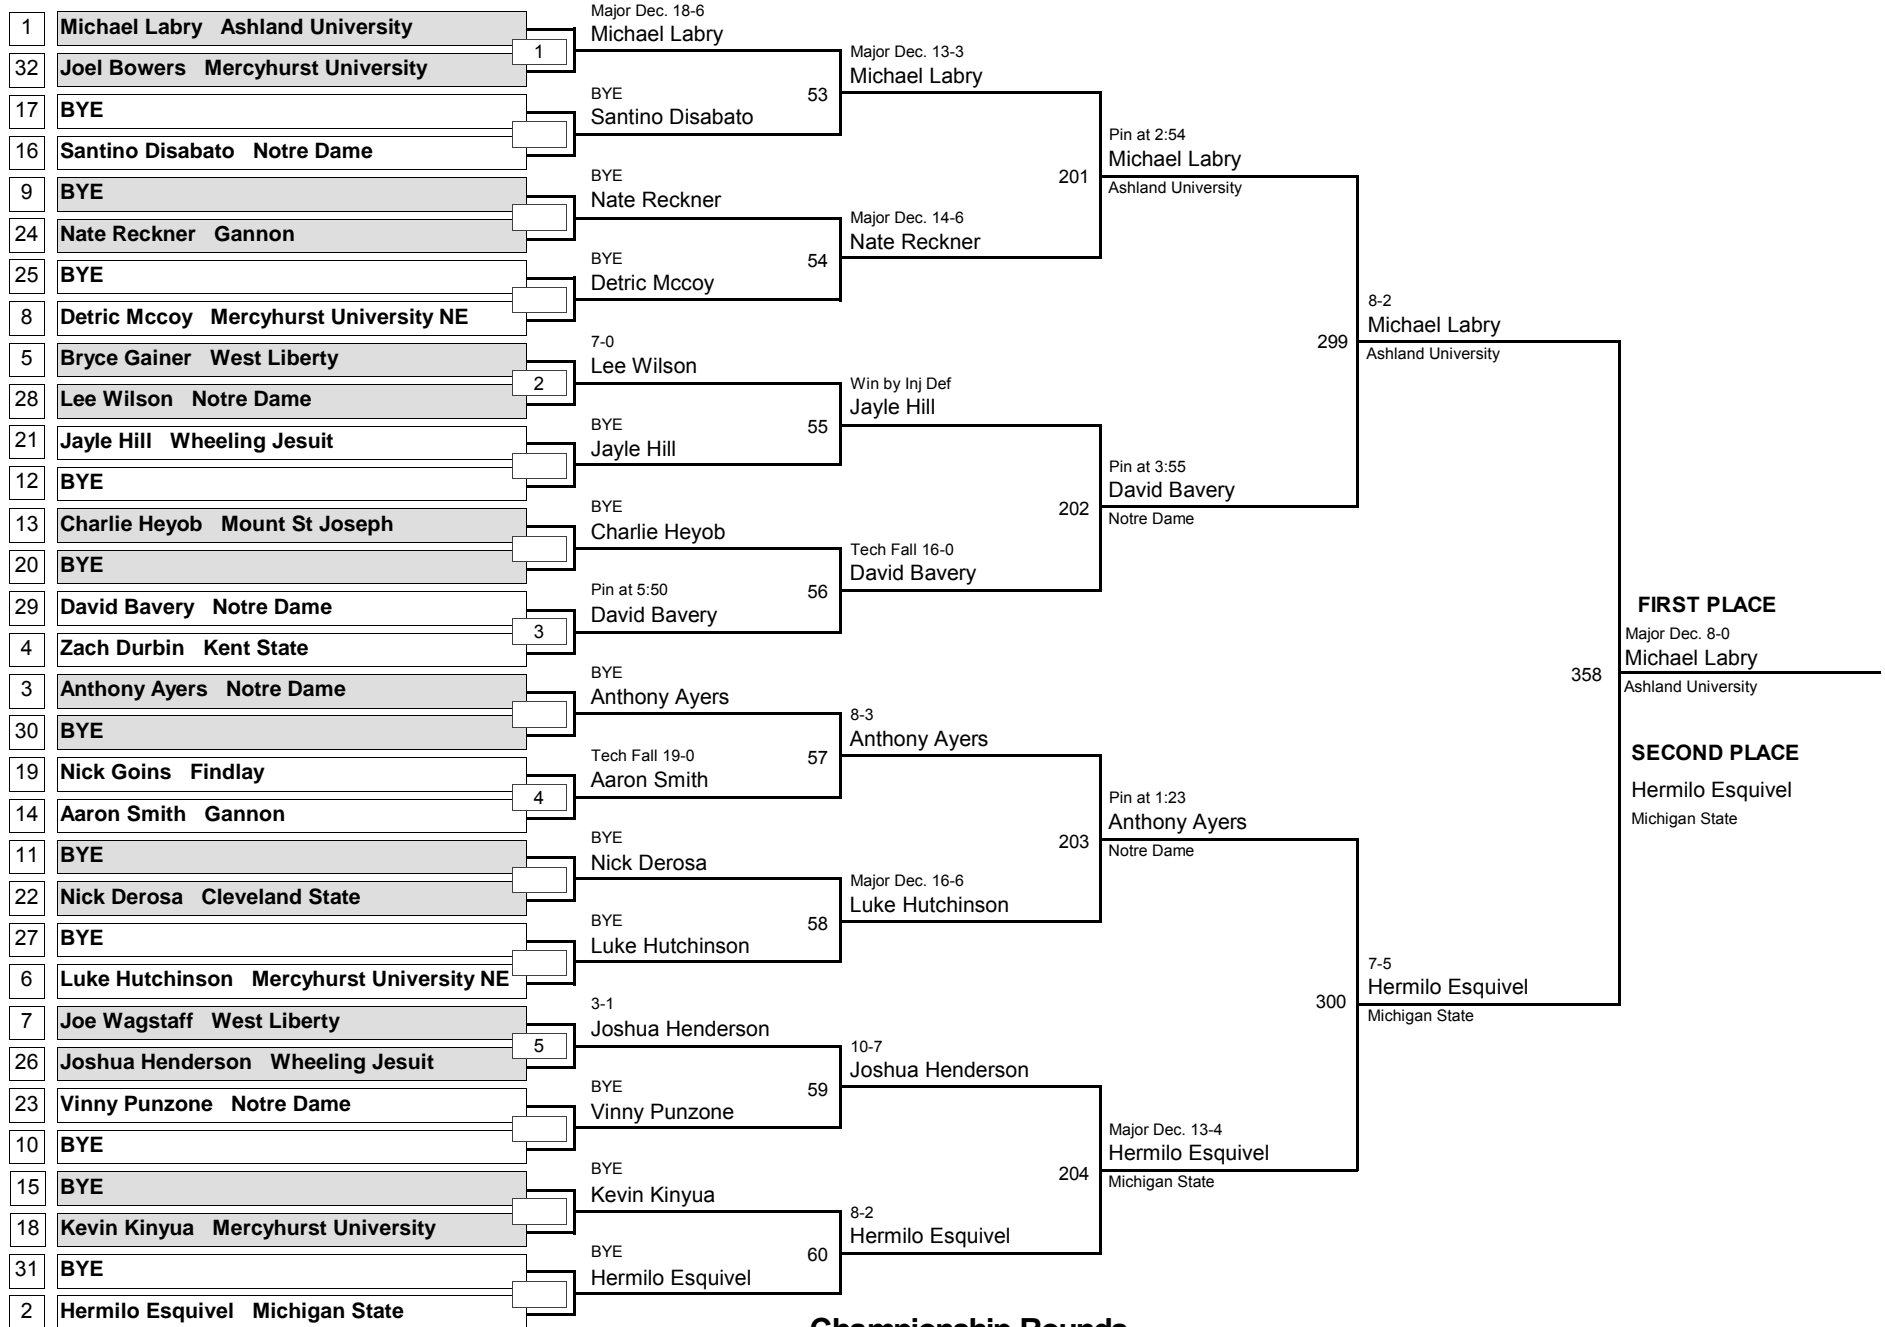 1 Michael Labry Ashland University
32 Joel Bowers Mercyhurst University
17 BYE
16 Santino Disabato Notre Dame
9 BYE
24 Nate Reckner Gannon
25 BYE
8 Detric Mccoy Mercyhurst University NE
5 Bryce Gainer West Liberty
28 Lee Wilson Notre Dame
21 Jayle Hill Wheeling Jesuit
12 BYE
13 Charlie Heyob Mount St Joseph
20 BYE
29 David Bavery Notre Dame
4 Zach Durbin Kent State
3 Anthony Ayers Notre Dame
30 BYE
19 Nick Goins Findlay
14 Aaron Smith Gannon
11 BYE
22 Nick Derosa Cleveland State
27 BYE
6 Luke Hutchinson Mercyhurst University NE
7 Joe Wagstaff West Liberty
26 Joshua Henderson Wheeling Jesuit
23 Vinny Punzone Notre Dame
10 BYE
15 BYE
18 Kevin Kinyua Mercyhurst University
31 BYE
2 Hermilo Esquivel Michigan State
1
2
3
4
5
Major Dec. 18-6
Michael Labry
BYE
Santino Disabato
BYE
Nate Reckner
BYE
Detric Mccoy
7-0
Lee Wilson
BYE
Jayle Hill
BYE
Charlie Heyob
Pin at 5:50
David Bavery
BYE
Anthony Ayers
Tech Fall 19-0
Aaron Smith
BYE
Nick Derosa
BYE
Luke Hutchinson
3-1
Joshua Henderson
BYE
Vinny Punzone
BYE
Kevin Kinyua
BYE
Hermilo Esquivel
53
54
55
56
57
58
59
60
Major Dec. 13-3
Michael Labry
Major Dec. 14-6
Nate Reckner
Win by Inj Def
Jayle Hill
Tech Fall 16-0
David Bavery
8-3
Anthony Ayers
Major Dec. 16-6
Luke Hutchinson
10-7
Joshua Henderson
8-2
Hermilo Esquivel
201
202
203
204
Pin at 2:54
Michael Labry
Ashland University
Pin at 3:55
David Bavery
Notre Dame
Pin at 1:23
Anthony Ayers
Notre Dame
Major Dec. 13-4
Hermilo Esquivel
Michigan State
299
300
8-2
Michael Labry
Ashland University
7-5
Hermilo Esquivel
Michigan State
358
FIRST PLACE
Major Dec. 8-0
Michael Labry
Ashland University
SECOND PLACE
Hermilo Esquivel
Michigan State
Championship Rounds